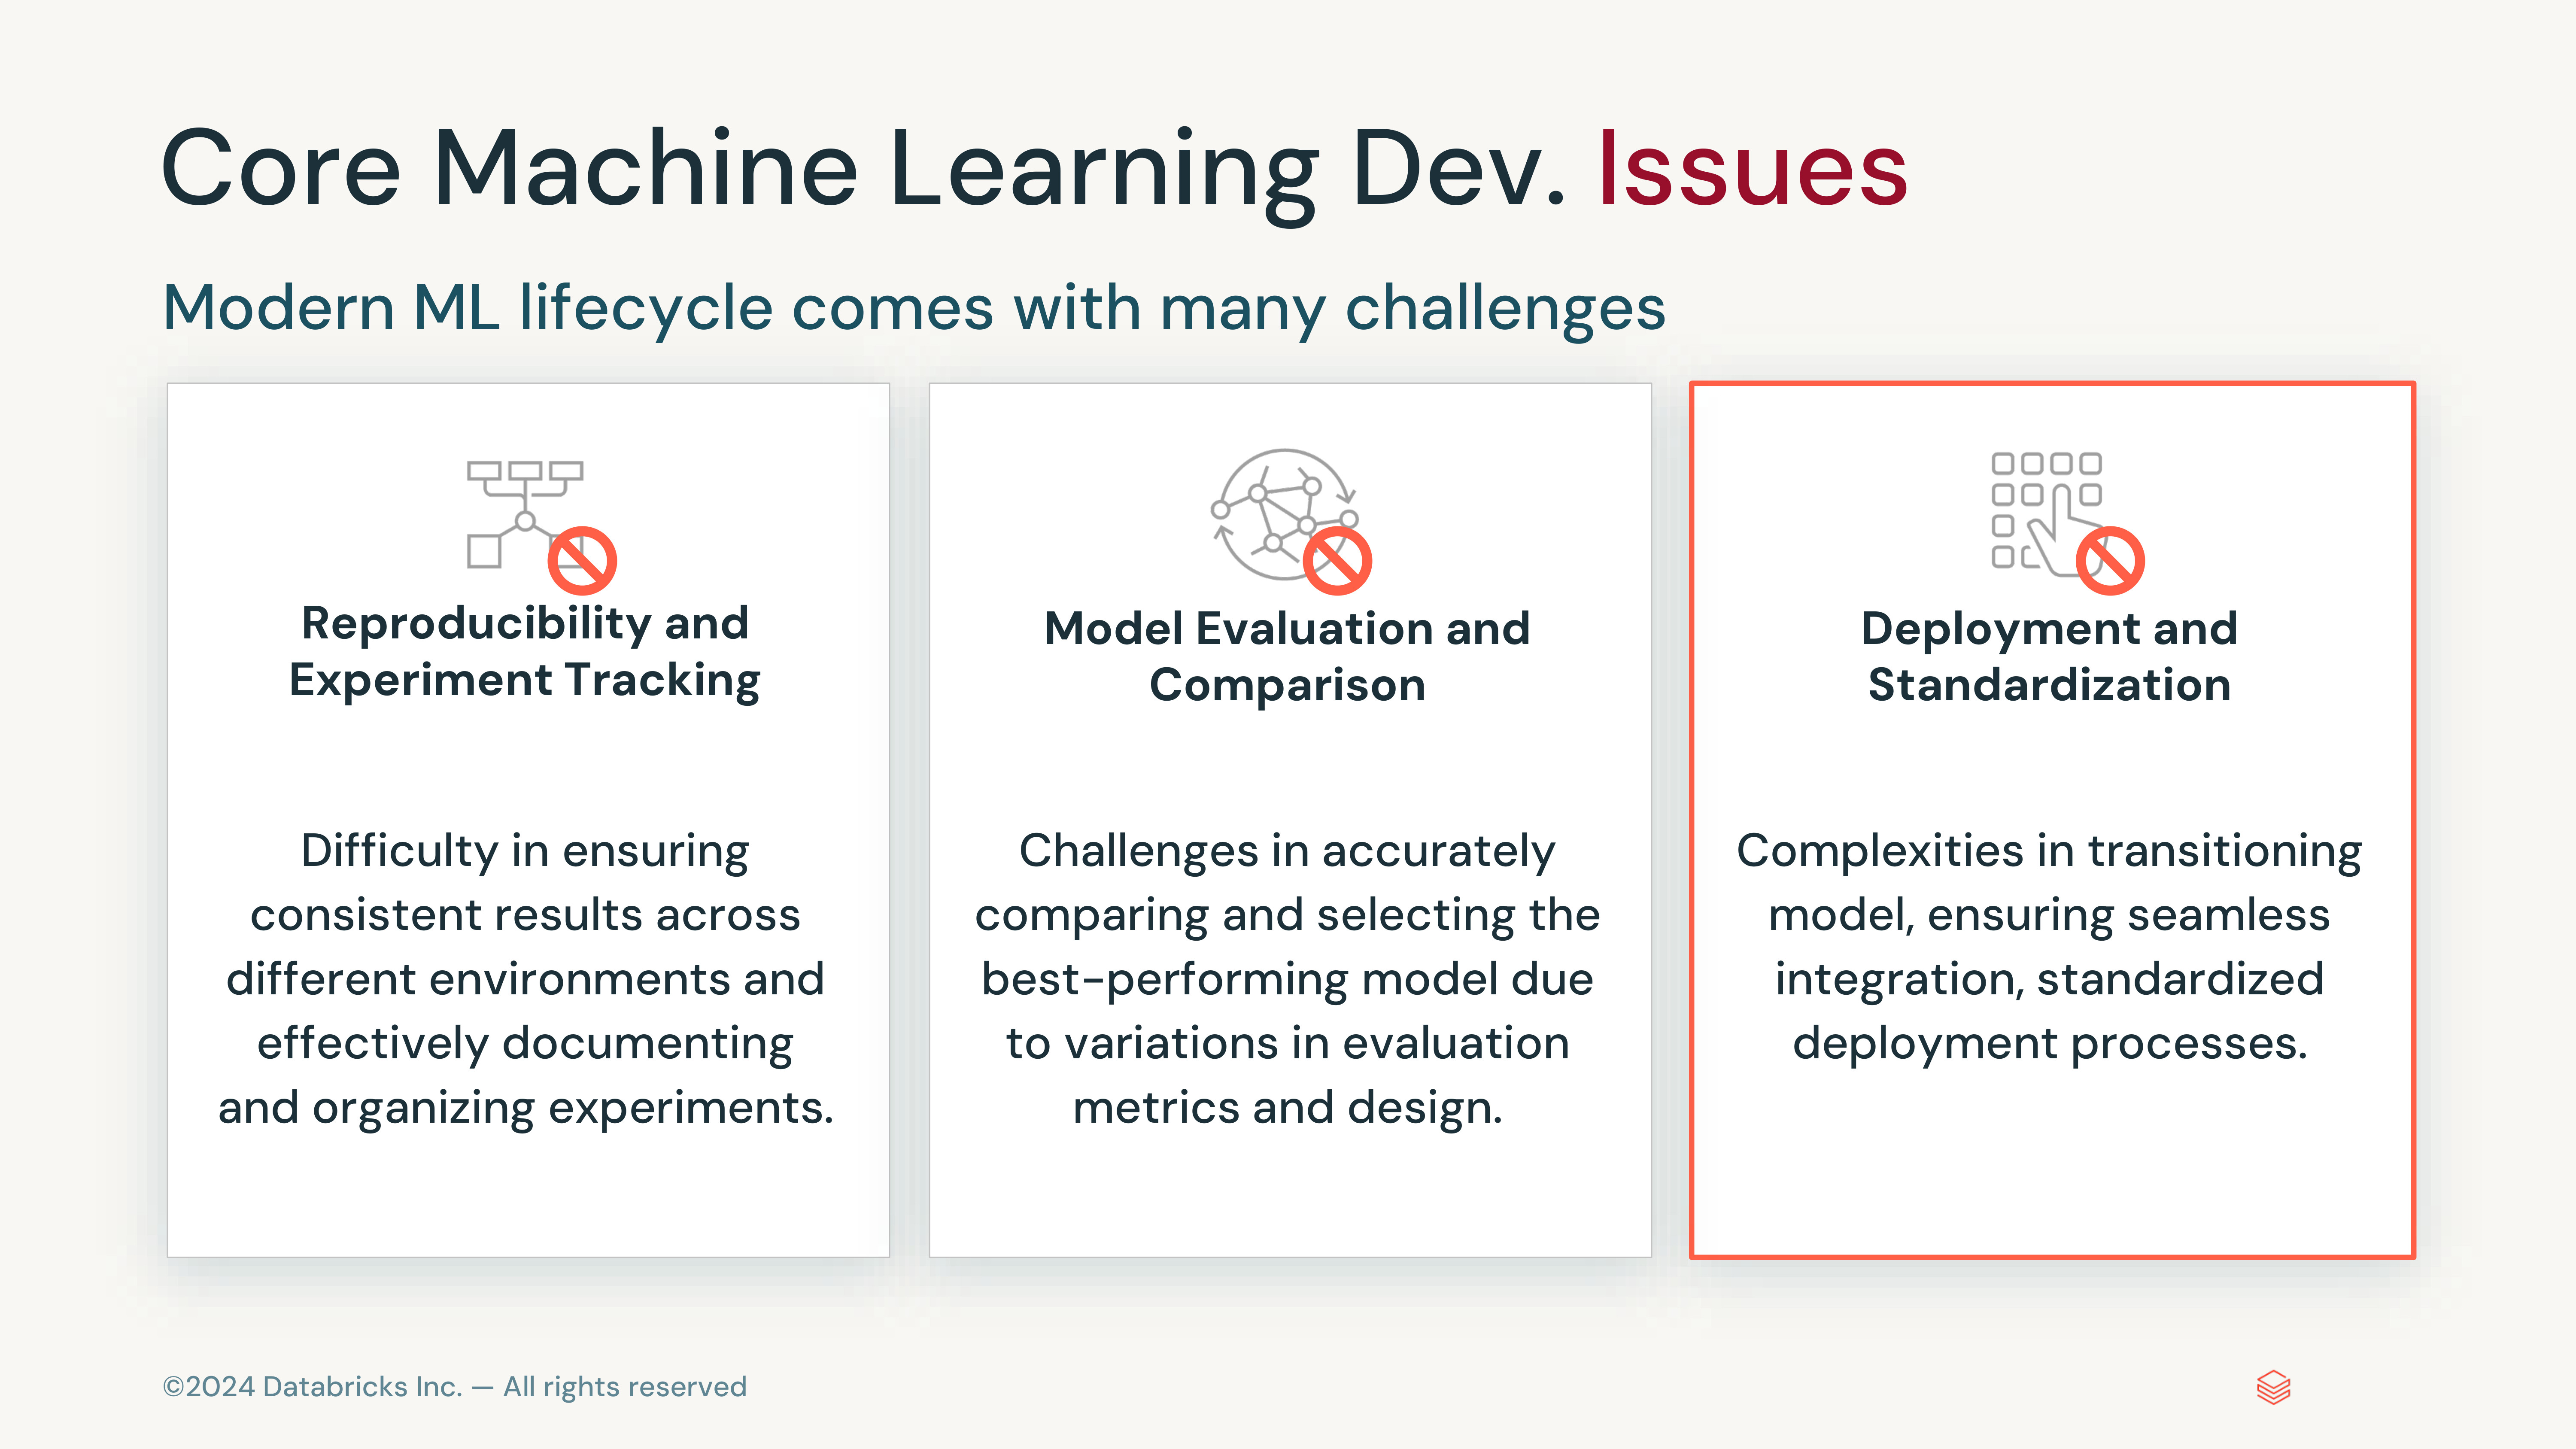 Core Machine Learning Dev. Issues
Modern ML lifecycle comes with many challenges
Reproducibility and
Experiment Tracking
Difficulty in ensuring
consistent results across
different environments and
effectively documenting
and organizing experiments.
Model Evaluation and
Comparison
Challenges in accurately
comparing and selecting the
best-performing model due
to variations in evaluation
metrics and design.
Deployment and
Standardization
Complexities in transitioning
model, ensuring seamless
integration, standardized
deployment processes.
©2024 Databricks Inc. — All rights reserved